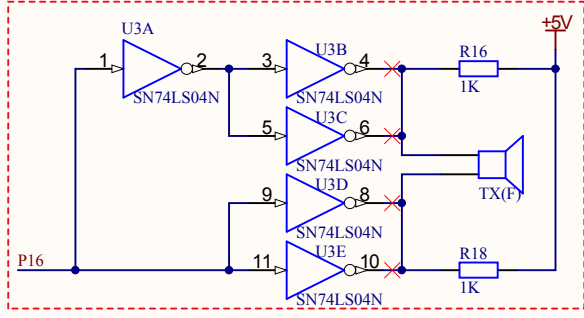 +5V
U3A
U3B
1
2
3
4
R16
SN74LS04N
SN74LS04N
1K
U3C
5
6
SN74LS04N
U3D
9
8
TX(F)
SN74LS04N
U3E
P16
11
10
R18
SN74LS04N
1K